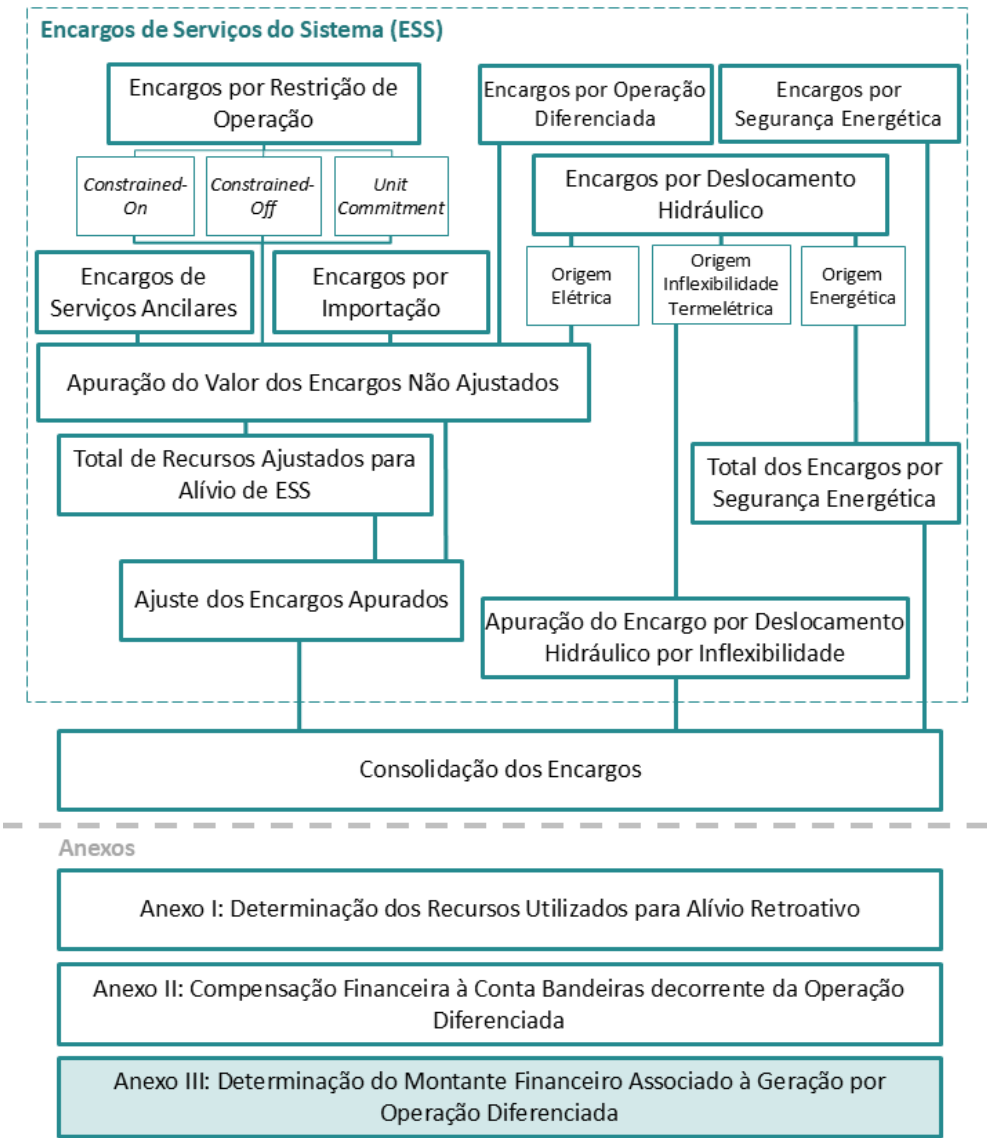 Encargos de Serviços do Sistema (ESS)
Encargos por Restrição de
Operação
Constrained-
On
Constrained-
Off
Unit
Commitment
Encargos por Operação
Diferenciada
Encargos por
Segurança Energética
Encargos por Deslocamento
Hidráulico
Origem
Elétrica
Origem
Inflexibilidade
Termelétrica
Origem
Energética
Encargos de
Serviços Ancilares
Encargos por
Importação
Apuração do Valor dos Encargos Não Ajustados
Total de Recursos Ajustados para
Alívio de ESS
Total dos Encargos por
Segurança Energética
Ajuste dos Encargos Apurados
Apuração do Encargo por Deslocamento
Hidráulico por Inflexibilidade
Consolidação dos Encargos
Anexos
Anexo I: Determinação dos Recursos Utilizados para Alívio Retroativo
Anexo II: Compensação Financeira à Conta Bandeiras decorrente da Operação
Diferenciada
Anexo III: Determinação do Montante Financeiro Associado à Geração por
Operação Diferenciada